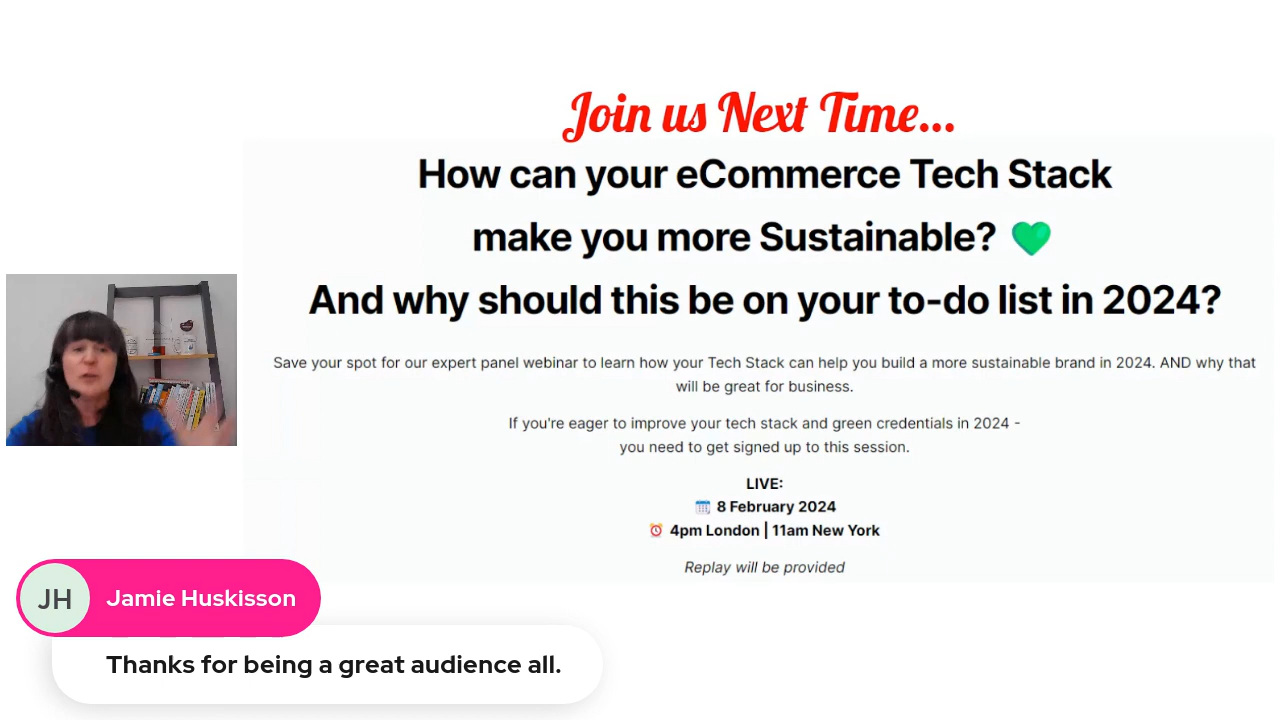 Join us Next Time...
How can your eCommerce Tech Stack
make you more Sustainable? 💚
And why should this be on your to-do list in 2024?
Save your spot for our expert panel webinar to learn how your Tech Stack can help you build a more sustainable brand in 2024. AND why that
will be great for business.
If you're eager to improve your tech stack and green credentials in 2024 -
you need to get signed up to this session.
LIVE:
🗓️ 8 February 2024
⏰ 4pm London | 11am New York
Replay will be provided
JH Jamie Huskisson
Thanks for being a great audience all.